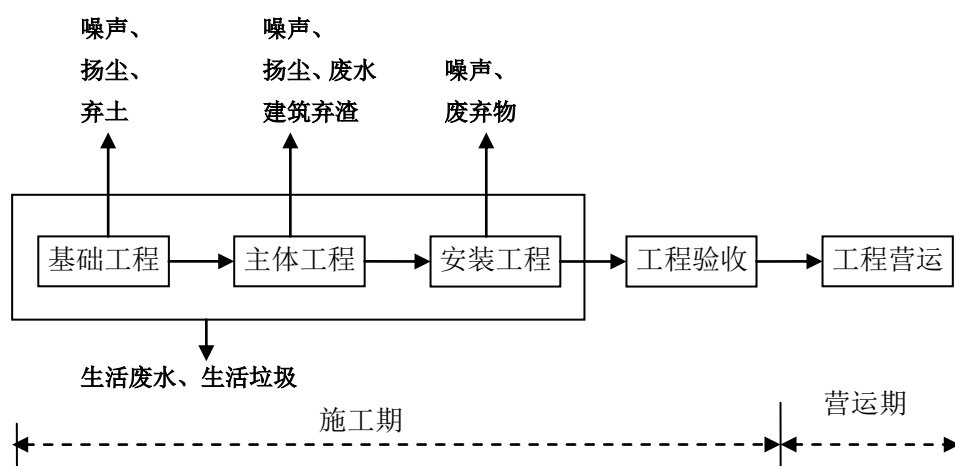 噪声、
扬尘、
弃土
噪声、
扬尘、废水
建筑弃渣
噪声、
废弃物
基础工程
主体工程
安装工程
工程验收
工程营运
生活废水、生活垃圾
施工期
营运期